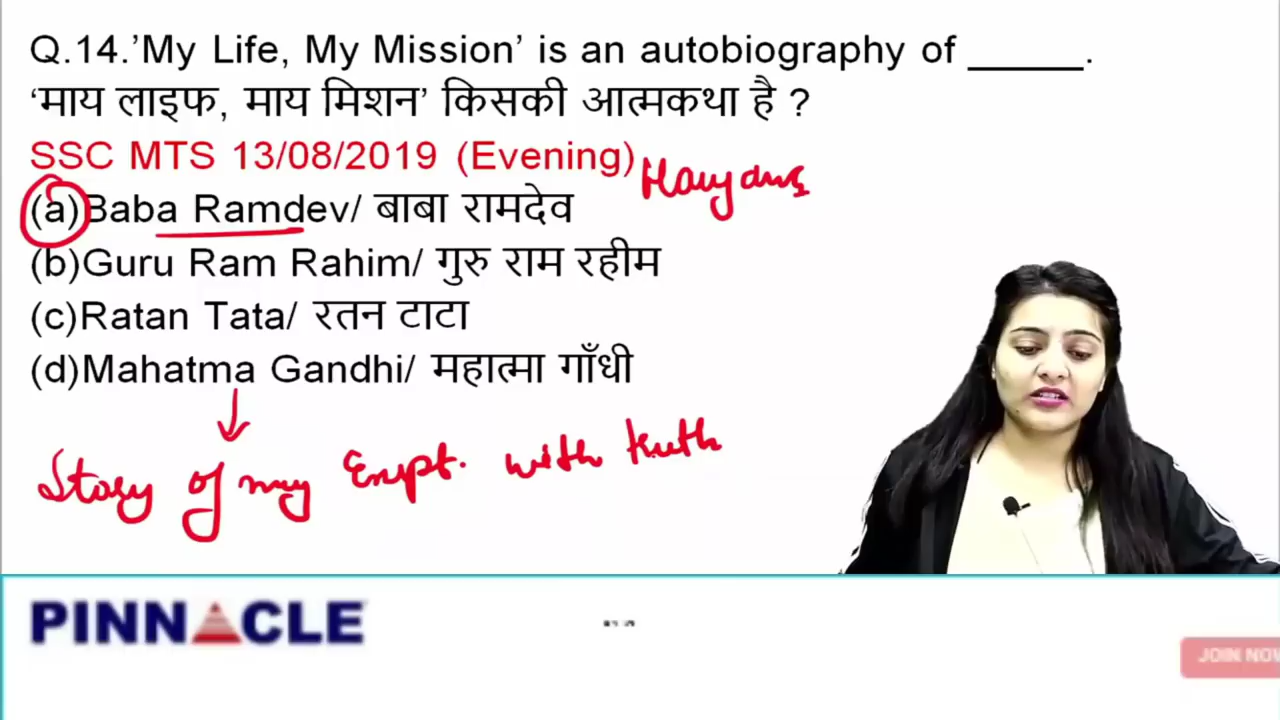 Q.14.’My Life, My Mission’ is an autobiography of _____.
‘माय लाइफ, माय मिशन’ किसकी आत्मकथा है ?
SSC MTS 13/08/2019 (Evening)
(a)Baba Ramdev/ बाबा रामदेव
(b)Guru Ram Rahim/ गुरु राम रहीम
(c)Ratan Tata/ रतन टाटा
(d)Mahatma Gandhi/ महात्मा गाँधी
Story of my Expt. with truth
PINNACLE
JOIN NOW